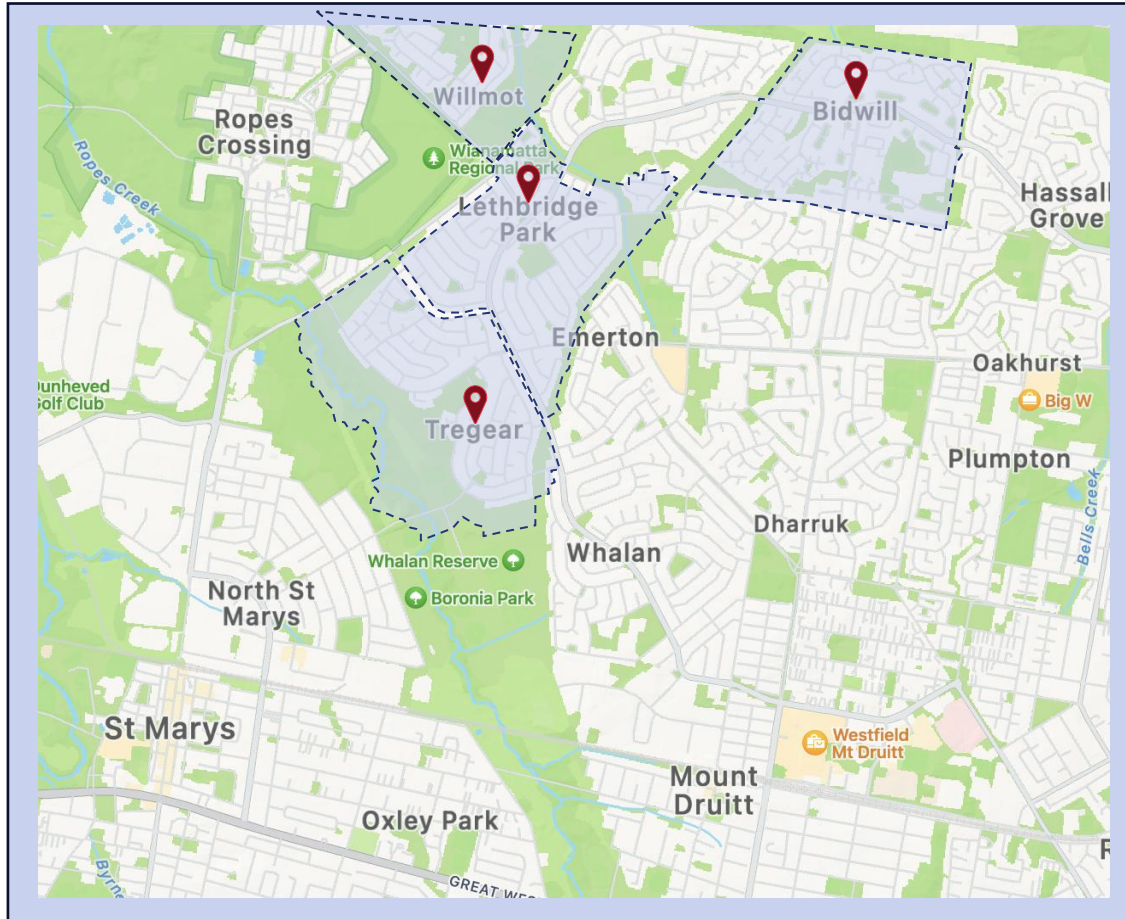 Willmot
Bidwill
Ropes
Crossing
Ropes Creek
Wianamatta
Regional Park
Lethbridge
Park
Hassall
Grove
Emerton
Oakhurst
Big W
Dunheved
Golf Club
Tregear
Plumpton
Dharruk
Bells Creek
Whalan Reserve
Whalan
Boronia Park
North St
Marys
St Marys
Westfield
Mt Druitt
Mount
Druitt
Oxley Park
R
Byrne
GREAT WES